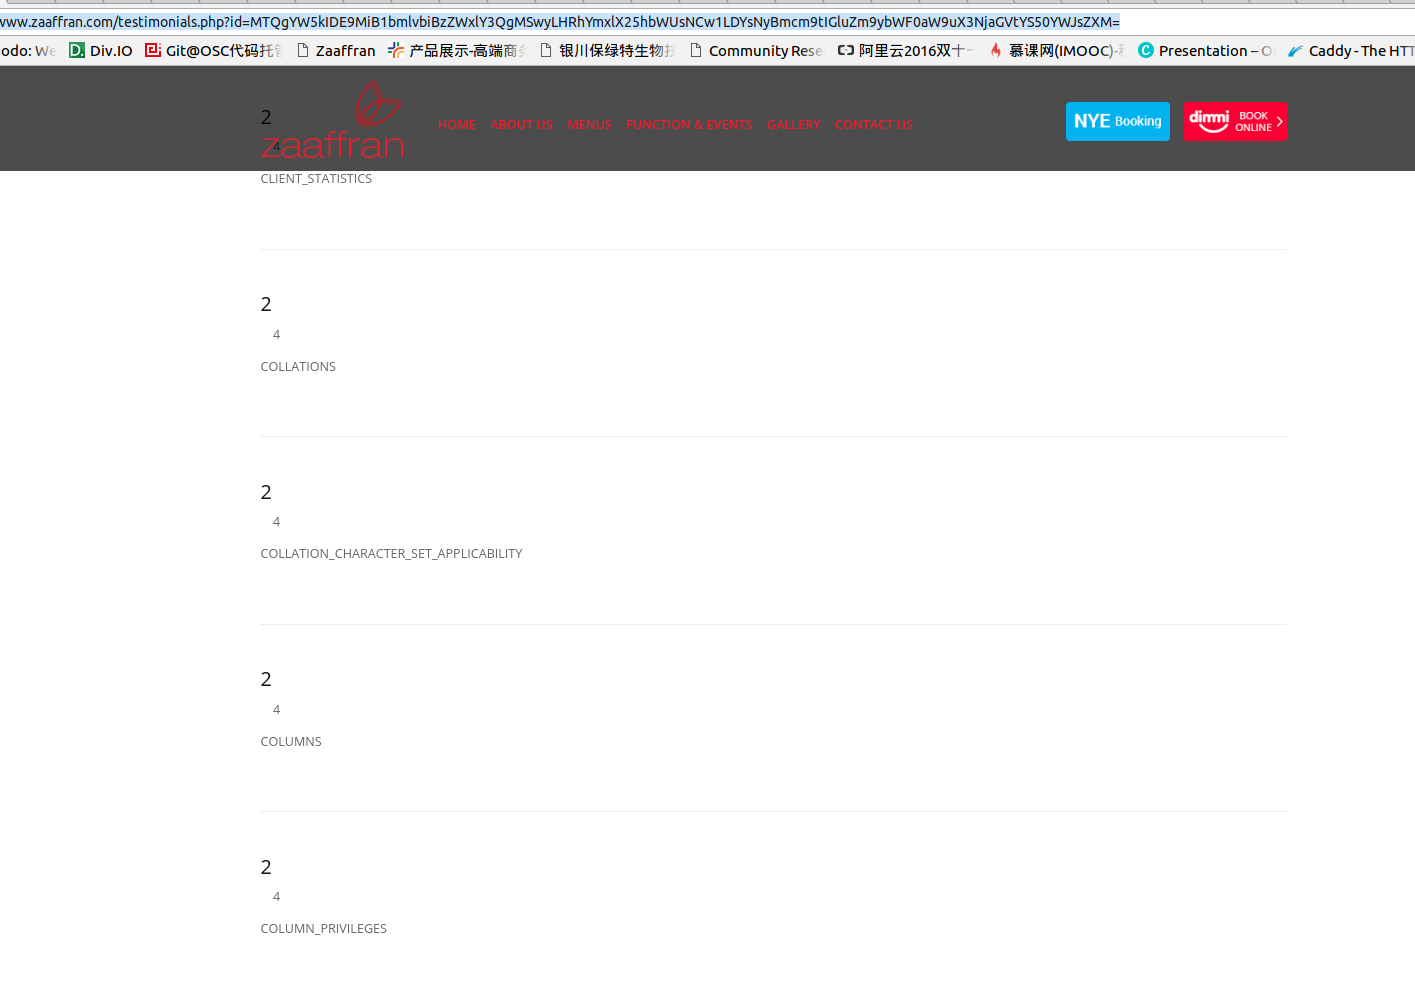 www.zaaffran.com/testimonials.php?id=MTQgYW5kIDE9MiB1bmlvbiBzZWxlY3QgMSwyLHRhYmxlX25hbWUsNCw1LDYsNyBmcm9tIGluZm9ybWF0aW9uX3NjaGVtYS50YWJsZXM=
odo: We
Div.IO
Git@OSC代码托管
Zaaffran
产品展示-高端商务
银川保绿特生物技
Community Rese
阿里云2016双十一
慕课网(IMOOC)-
Presentation – O
Caddy - The HTT
2
4
zaaffran
HOME
ABOUT US
MENUS
FUNCTION & EVENTS
GALLERY
CONTACT US
NYE Booking
dimmi
BOOK
ONLINE
CLIENT_STATISTICS
2
4
COLLATIONS
2
4
COLLATION_CHARACTER_SET_APPLICABILITY
2
4
COLUMNS
2
4
COLUMN_PRIVILEGES